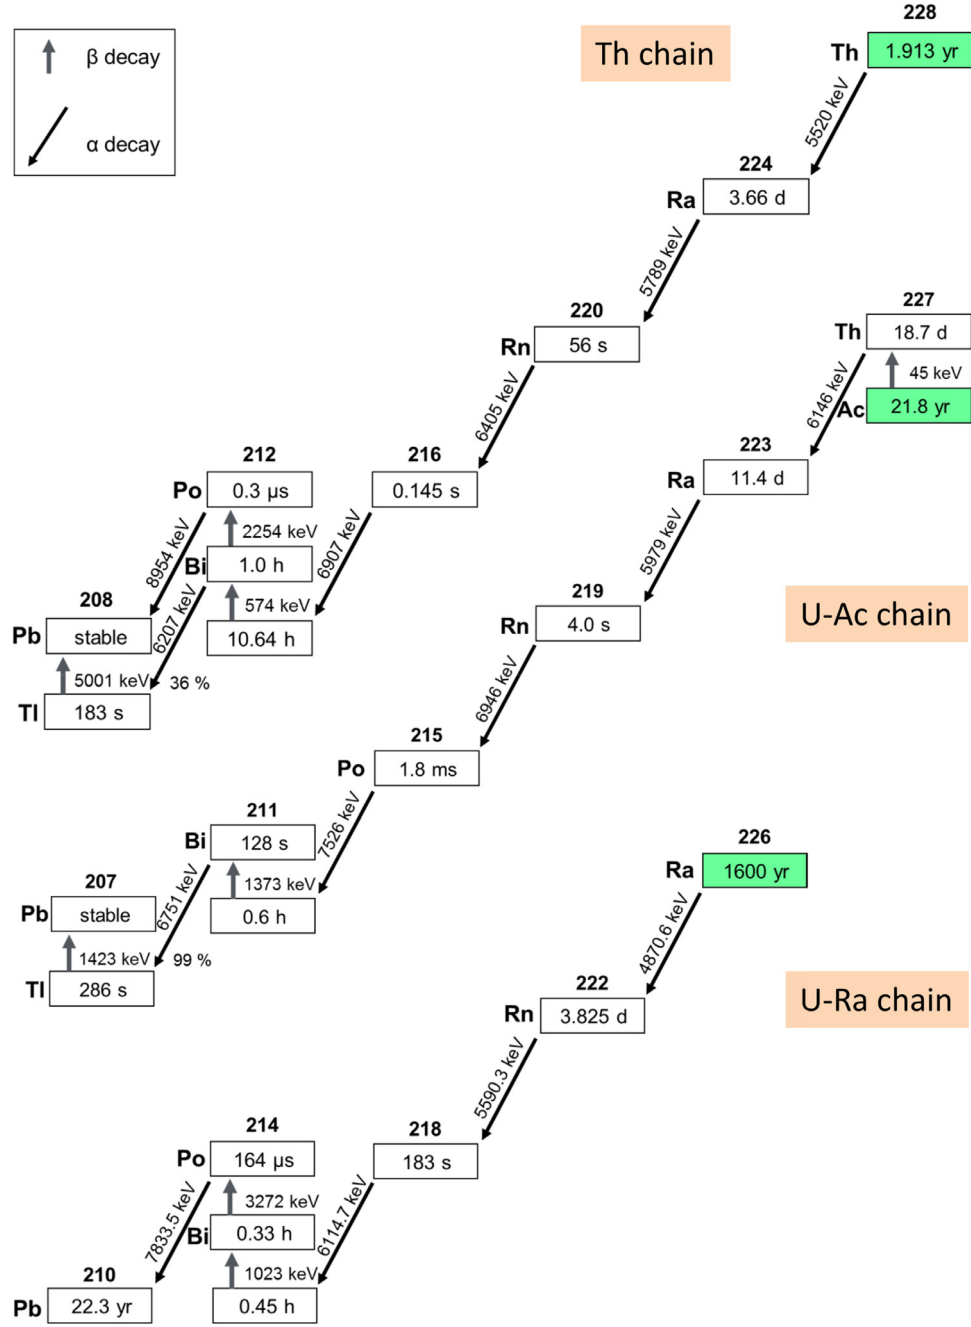 β decay
α decay
Th chain
228
Th
1.913 yr
5520 keV
224
Ra
3.66 d
5789 keV
220
Rn
56 s
6405 keV
216
0.145 s
6907 keV
212
Po
0.3 µs
2254 keV
Bi
1.0 h
574 keV
10.64 h
8954 keV
6207 keV
36 %
208
Pb
stable
5001 keV
Tl
183 s
227
Th
18.7 d
45 keV
Ac
21.8 yr
6146 keV
223
Ra
11.4 d
5979 keV
U-Ac chain
219
Rn
4.0 s
6946 keV
215
Po
1.8 ms
7526 keV
211
Bi
128 s
1373 keV
0.6 h
6751 keV
99 %
207
Pb
stable
1423 keV
Tl
286 s
226
Ra
1600 yr
4870.6 keV
U-Ra chain
222
Rn
3.825 d
5590.3 keV
218
183 s
6114.7 keV
214
Po
164 µs
3272 keV
Bi
0.33 h
1023 keV
0.45 h
7833.5 keV
210
Pb
22.3 yr